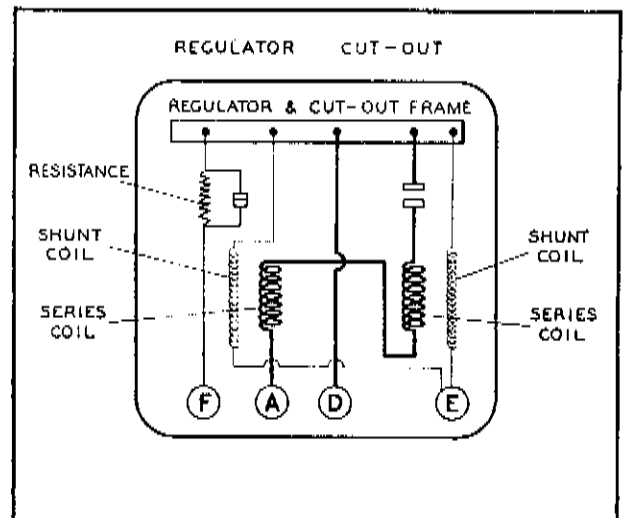 REGULATOR CUT-OUT
REGULATOR & CUT-OUT FRAME
RESISTANCE
SHUNT
COIL
SERIES
COIL
SHUNT
COIL
SERIES
COIL
F A D E